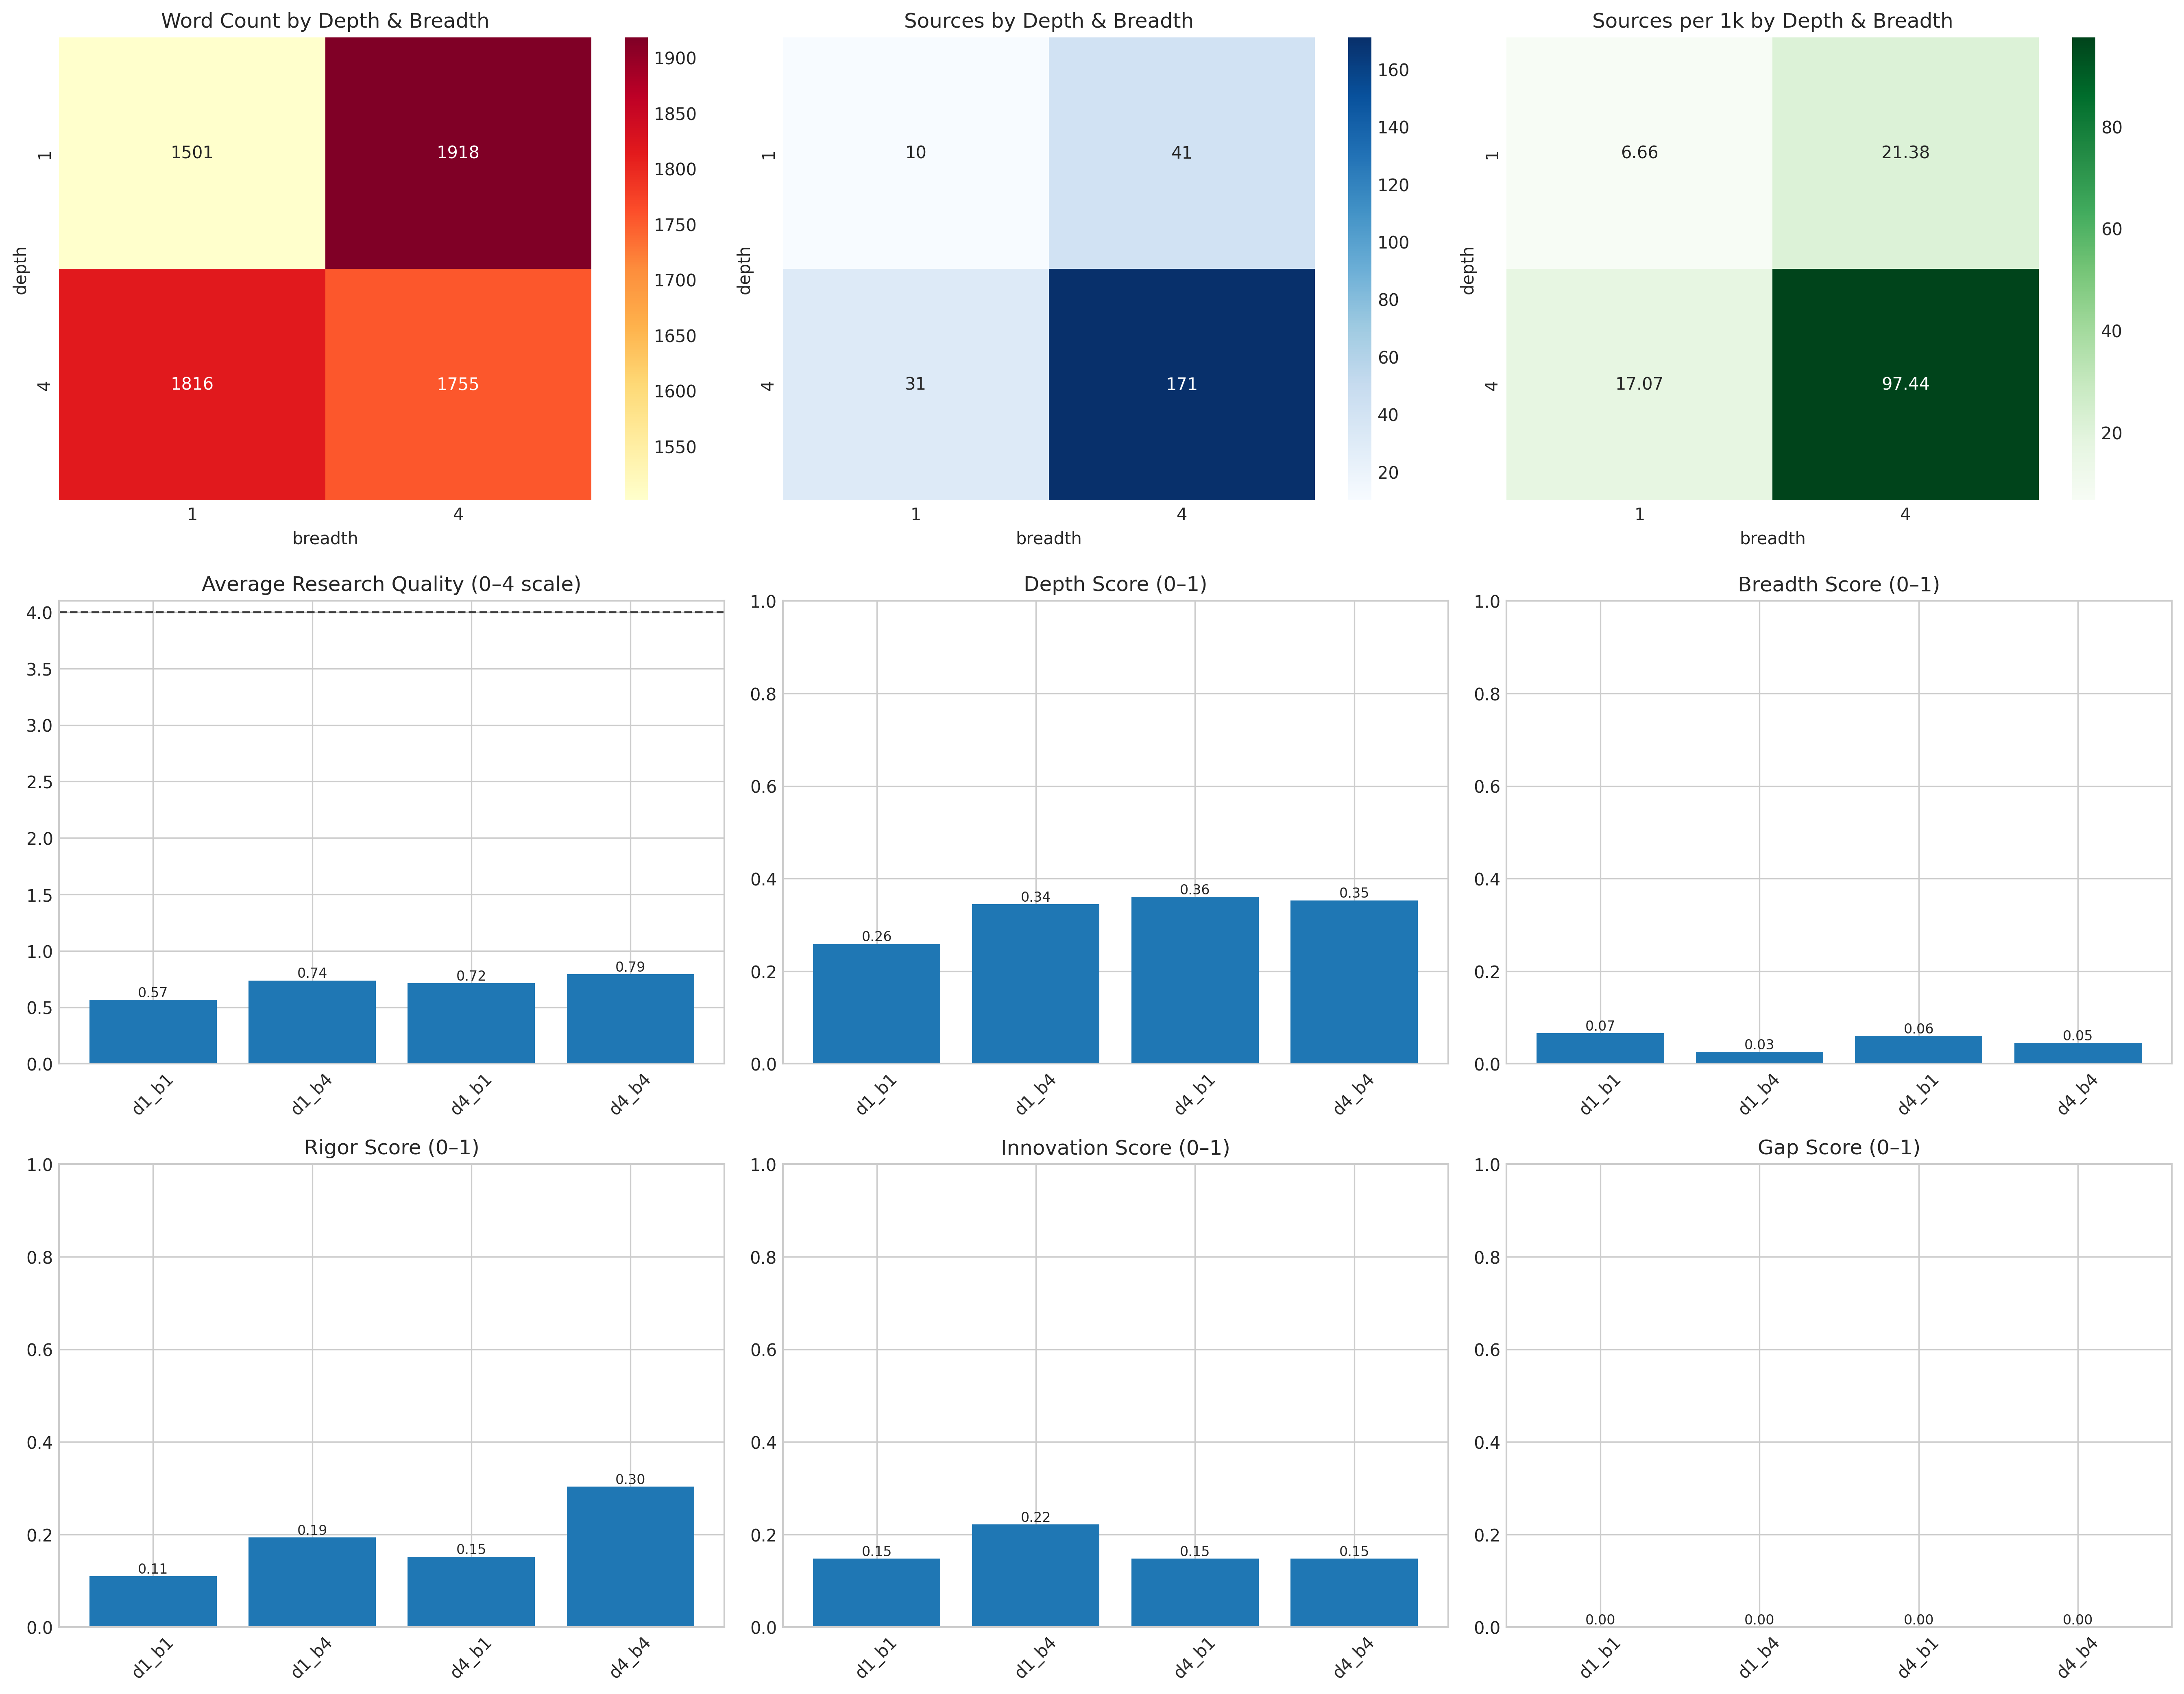 Word Count by Depth & Breadth
1501 1918
1816 1755
1 4
depth
1 4
breadth
1900
1850
1800
1750
1700
1650
1600
1550
Sources by Depth & Breadth
10 41
31 171
1 4
depth
1 4
breadth
160
140
120
100
80
60
40
20
Sources per 1k by Depth & Breadth
6.66 21.38
17.07 97.44
1 4
depth
1 4
breadth
80
60
40
20
Average Research Quality (0–4 scale)
4.0
3.5
3.0
2.5
2.0
1.5
1.0
0.5
0.0
0.57 0.74 0.72 0.79
d1_b1 d1_b4 d4_b1 d4_b4
Depth Score (0–1)
1.0
0.8
0.6
0.4
0.2
0.0
0.26 0.34 0.36 0.35
d1_b1 d1_b4 d4_b1 d4_b4
Breadth Score (0–1)
1.0
0.8
0.6
0.4
0.2
0.0
0.07 0.03 0.06 0.05
d1_b1 d1_b4 d4_b1 d4_b4
Rigor Score (0–1)
1.0
0.8
0.6
0.4
0.2
0.0
0.11 0.19 0.15 0.30
d1_b1 d1_b4 d4_b1 d4_b4
Innovation Score (0–1)
1.0
0.8
0.6
0.4
0.2
0.0
0.15 0.22 0.15 0.15
d1_b1 d1_b4 d4_b1 d4_b4
Gap Score (0–1)
1.0
0.8
0.6
0.4
0.2
0.0
0.00 0.00 0.00 0.00
d1_b1 d1_b4 d4_b1 d4_b4